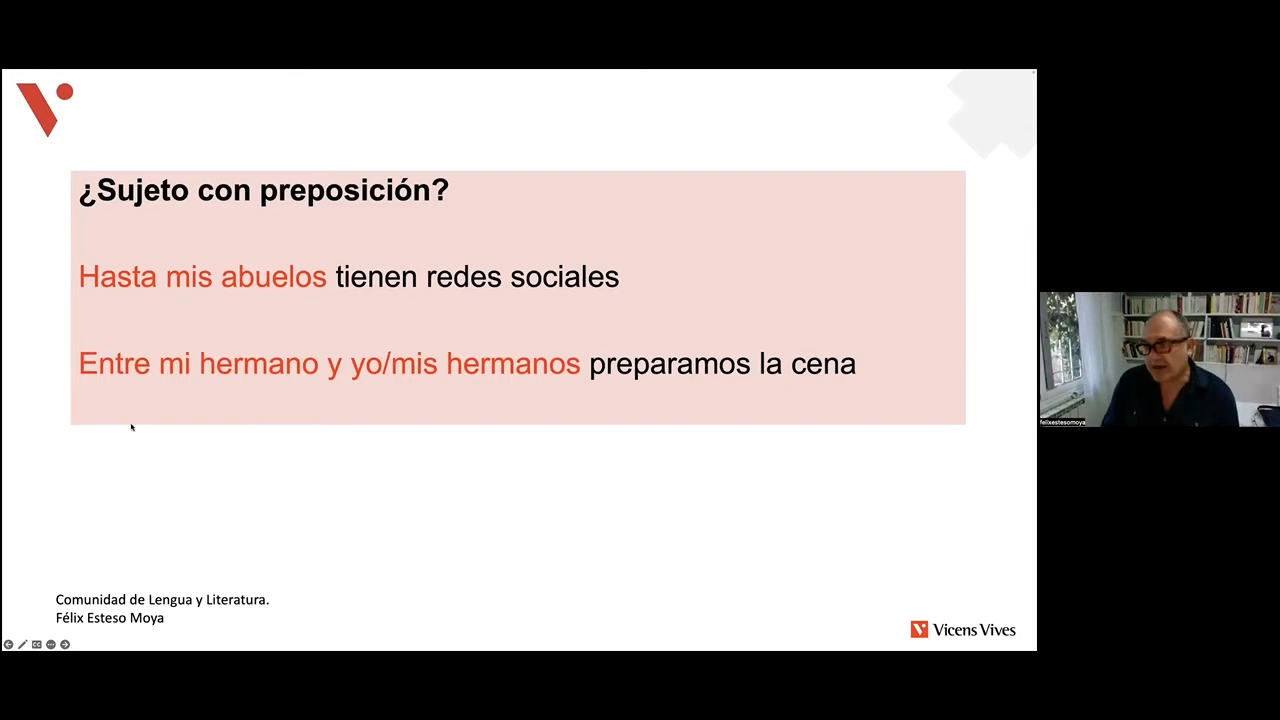 ¿Sujeto con preposición?
Hasta mis abuelos tienen redes sociales
Entre mi hermano y yo/mis hermanos preparamos la cena
Comunidad de Lengua y Literatura.
Félix Esteso Moya
Vicens Vives
felixestesomoya